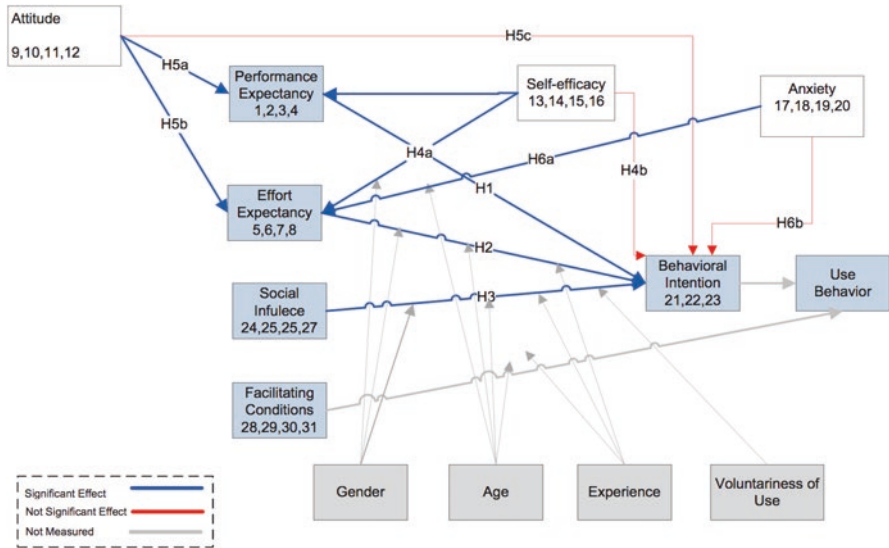 Attitude
9,10,11,12
H5c
H5a
Performance
Expectancy
1,2,3,4
Self-efficacy
13,14,15,16
Anxiety
17,18,19,20
H5b
H4a
H6a
H4b
H1
Effort
Expectancy
5,6,7,8
H2
H6b
Behavioral
Intention
21,22,23
Use
Behavior
Social
Infulece
24,25,25,27
H3
Facilitating
Conditions
28,29,30,31
Gender
Age
Experience
Voluntariness of
Use
Significant Effect
Not Significant Effect
Not Measured